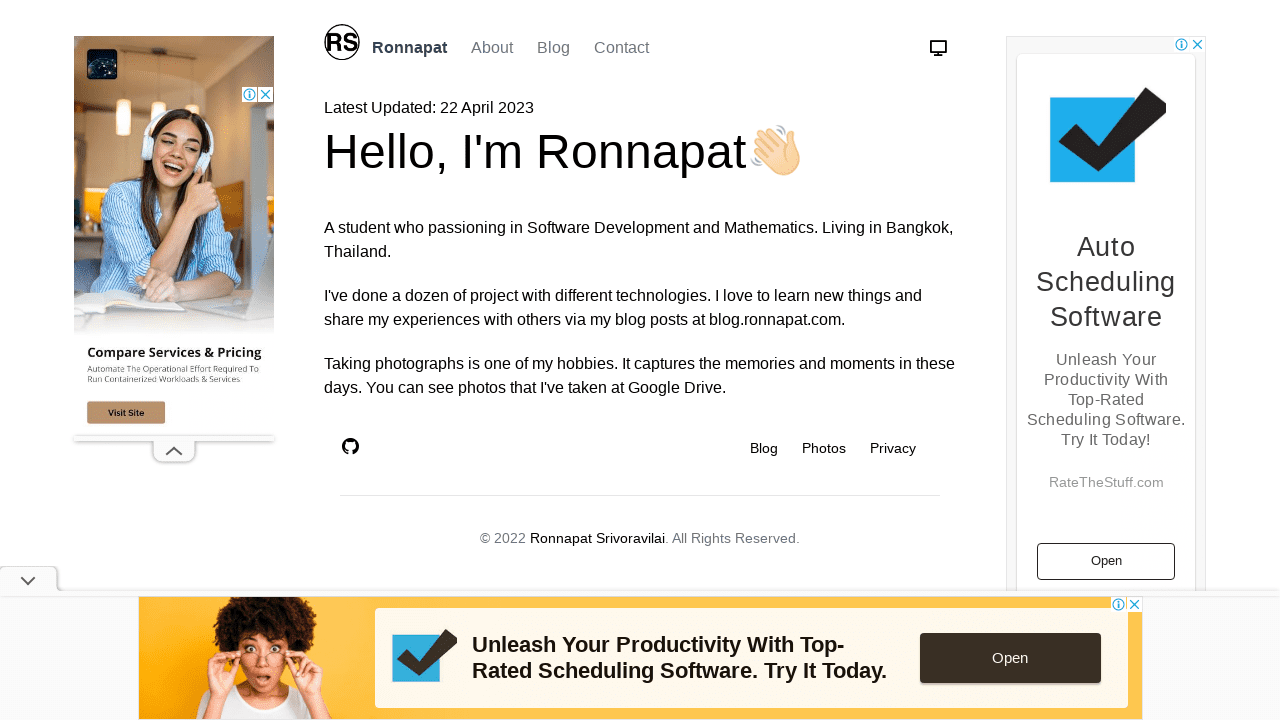 RS
Ronnapat
About
Blog
Contact
Latest Updated: 22 April 2023
Hello, I'm Ronnapat👋🏻
A student who passioning in Software Development and Mathematics. Living in Bangkok,
Thailand.
I've done a dozen of project with different technologies. I love to learn new things and
share my experiences with others via my blog posts at blog.ronnapat.com.
Taking photographs is one of my hobbies. It captures the memories and moments in these
days. You can see photos that I've taken at Google Drive.
Blog
Photos
Privacy
© 2022 Ronnapat Srivoravilai. All Rights Reserved.
Compare Services & Pricing
Automate The Operational Effort Required To
Run Containerized Workloads & Services.
Visit Site
Auto
Scheduling
Software
Unleash Your
Productivity With
Top-Rated
Scheduling Software.
Try It Today!
RateTheStuff.com
Open
Unleash Your Productivity With Top-
Rated Scheduling Software. Try It Today.
Open